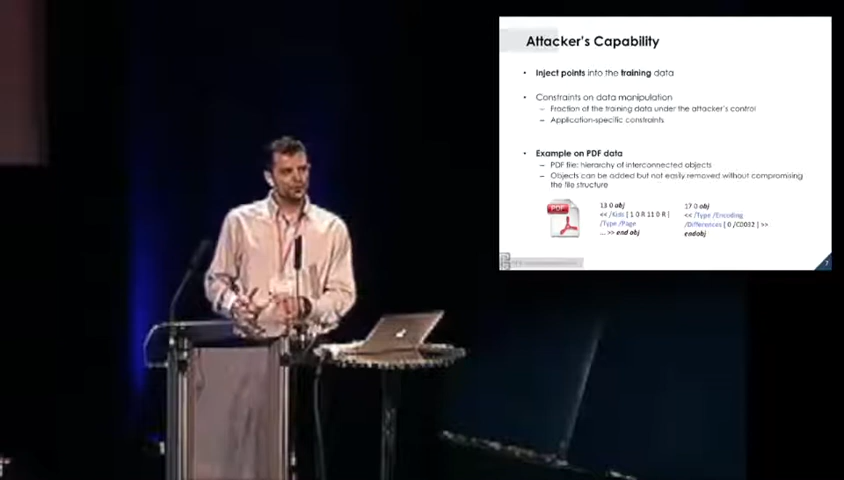 Attacker's Capability
• Inject points into the training data
• Constraints on data manipulation
– Fraction of the training data under the attacker's control
– Application-specific constraints
• Example on PDF data
– PDF file: hierarchy of interconnected objects
– Objects can be added but not easily removed without compromising
the file structure
PDF
13 0 obj
<< /Kids [ 1 0 R 11 0 R ]
/Type /Page
... >> end obj
17 0 obj
<< /Type /Encoding
/Differences [ 0 /C0032 ] >>
endobj
7